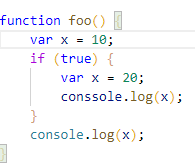 function foo() {
    var x = 10;
    if (true) {
        var x = 20;
        conssole.log(x);
    }
    console.log(x);
}